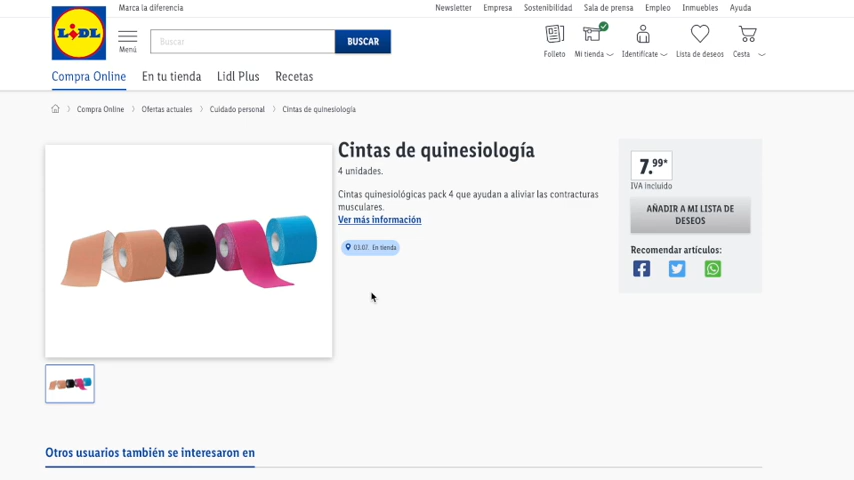 Marca la diferencia
Newsletter Empresa Sostenibilidad Sala de prensa Empleo Inmuebles Ayuda
LIDL
Menú
Buscar
BUSCAR
Folleto Mi tienda Identifícate Lista de deseos Cesta
Compra Online En tu tienda Lidl Plus Recetas
Compra Online Ofertas actuales Cuidado personal Cintas de quinesiología
Cintas de quinesiología
4 unidades.
Cintas quinesiológicas pack 4 que ayudan a aliviar las contracturas
musculares.
Ver más información
03.07. En tienda
7.99*
IVA incluido
AÑADIR A MI LISTA DE
DESEOS
Recomendar artículos:
Otros usuarios también se interesaron en